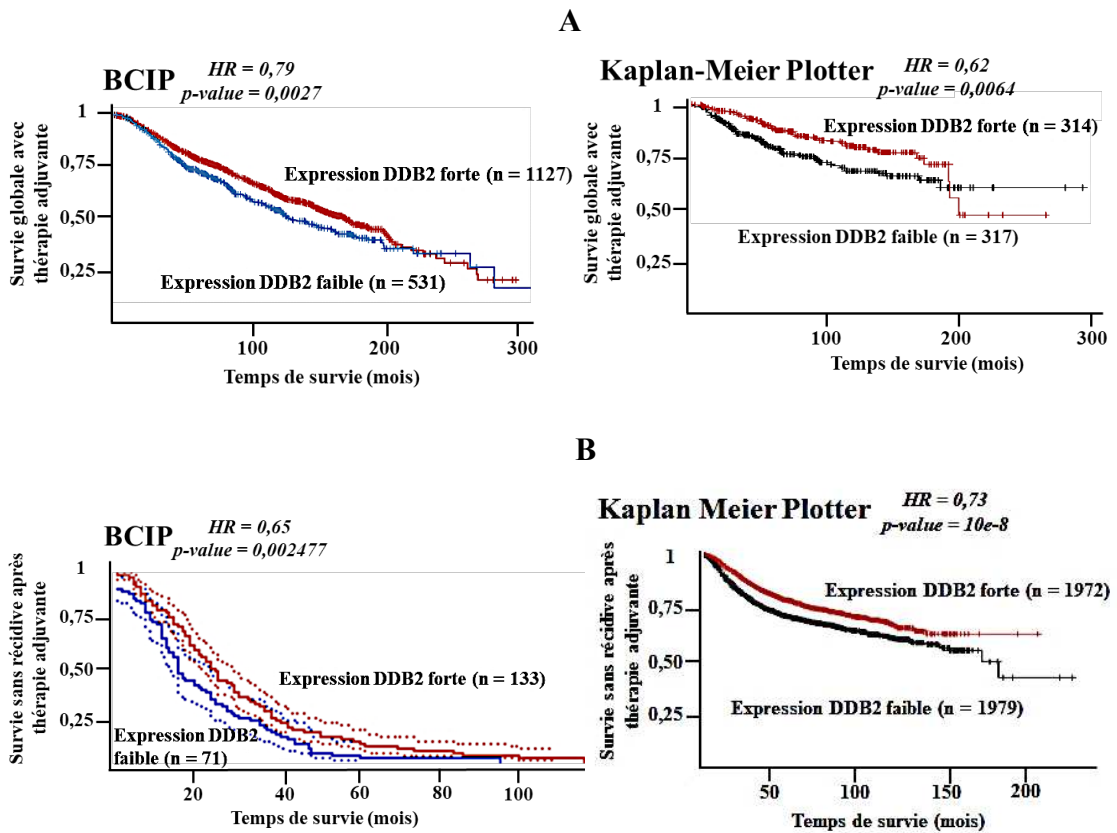 A
BCIP
HR = 0,79
p-value = 0,0027
Survie globale avec
thérapie adjuvante
1
0,75
0,50
0,25
Expression DDB2 forte (n = 1127)
Expression DDB2 faible (n = 531)
100
200
300
Temps de survie (mois)
Kaplan-Meier Plotter
HR = 0,62
p-value = 0,0064
Survie globale avec
thérapie adjuvante
1
0,75
0,50
0,25
Expression DDB2 forte (n = 314)
Expression DDB2 faible (n = 317)
100
200
300
Temps de survie (mois)
B
BCIP
HR = 0,65
p-value = 0,002477
Survie sans récidive après
thérapie adjuvante
1
0,75
0,50
0,25
Expression DDB2 forte (n = 133)
Expression DDB2
faible (n = 71)
20
40
60
80
100
Temps de survie (mois)
Kaplan Meier Plotter
HR = 0,73
p-value = 10e-8
Survie sans récidive après
thérapie adjuvante
1
0,75
0,50
0,25
Expression DDB2 forte (n = 1972)
Expression DDB2 faible (n = 1979)
50
100
150
200
Temps de survie (mois)